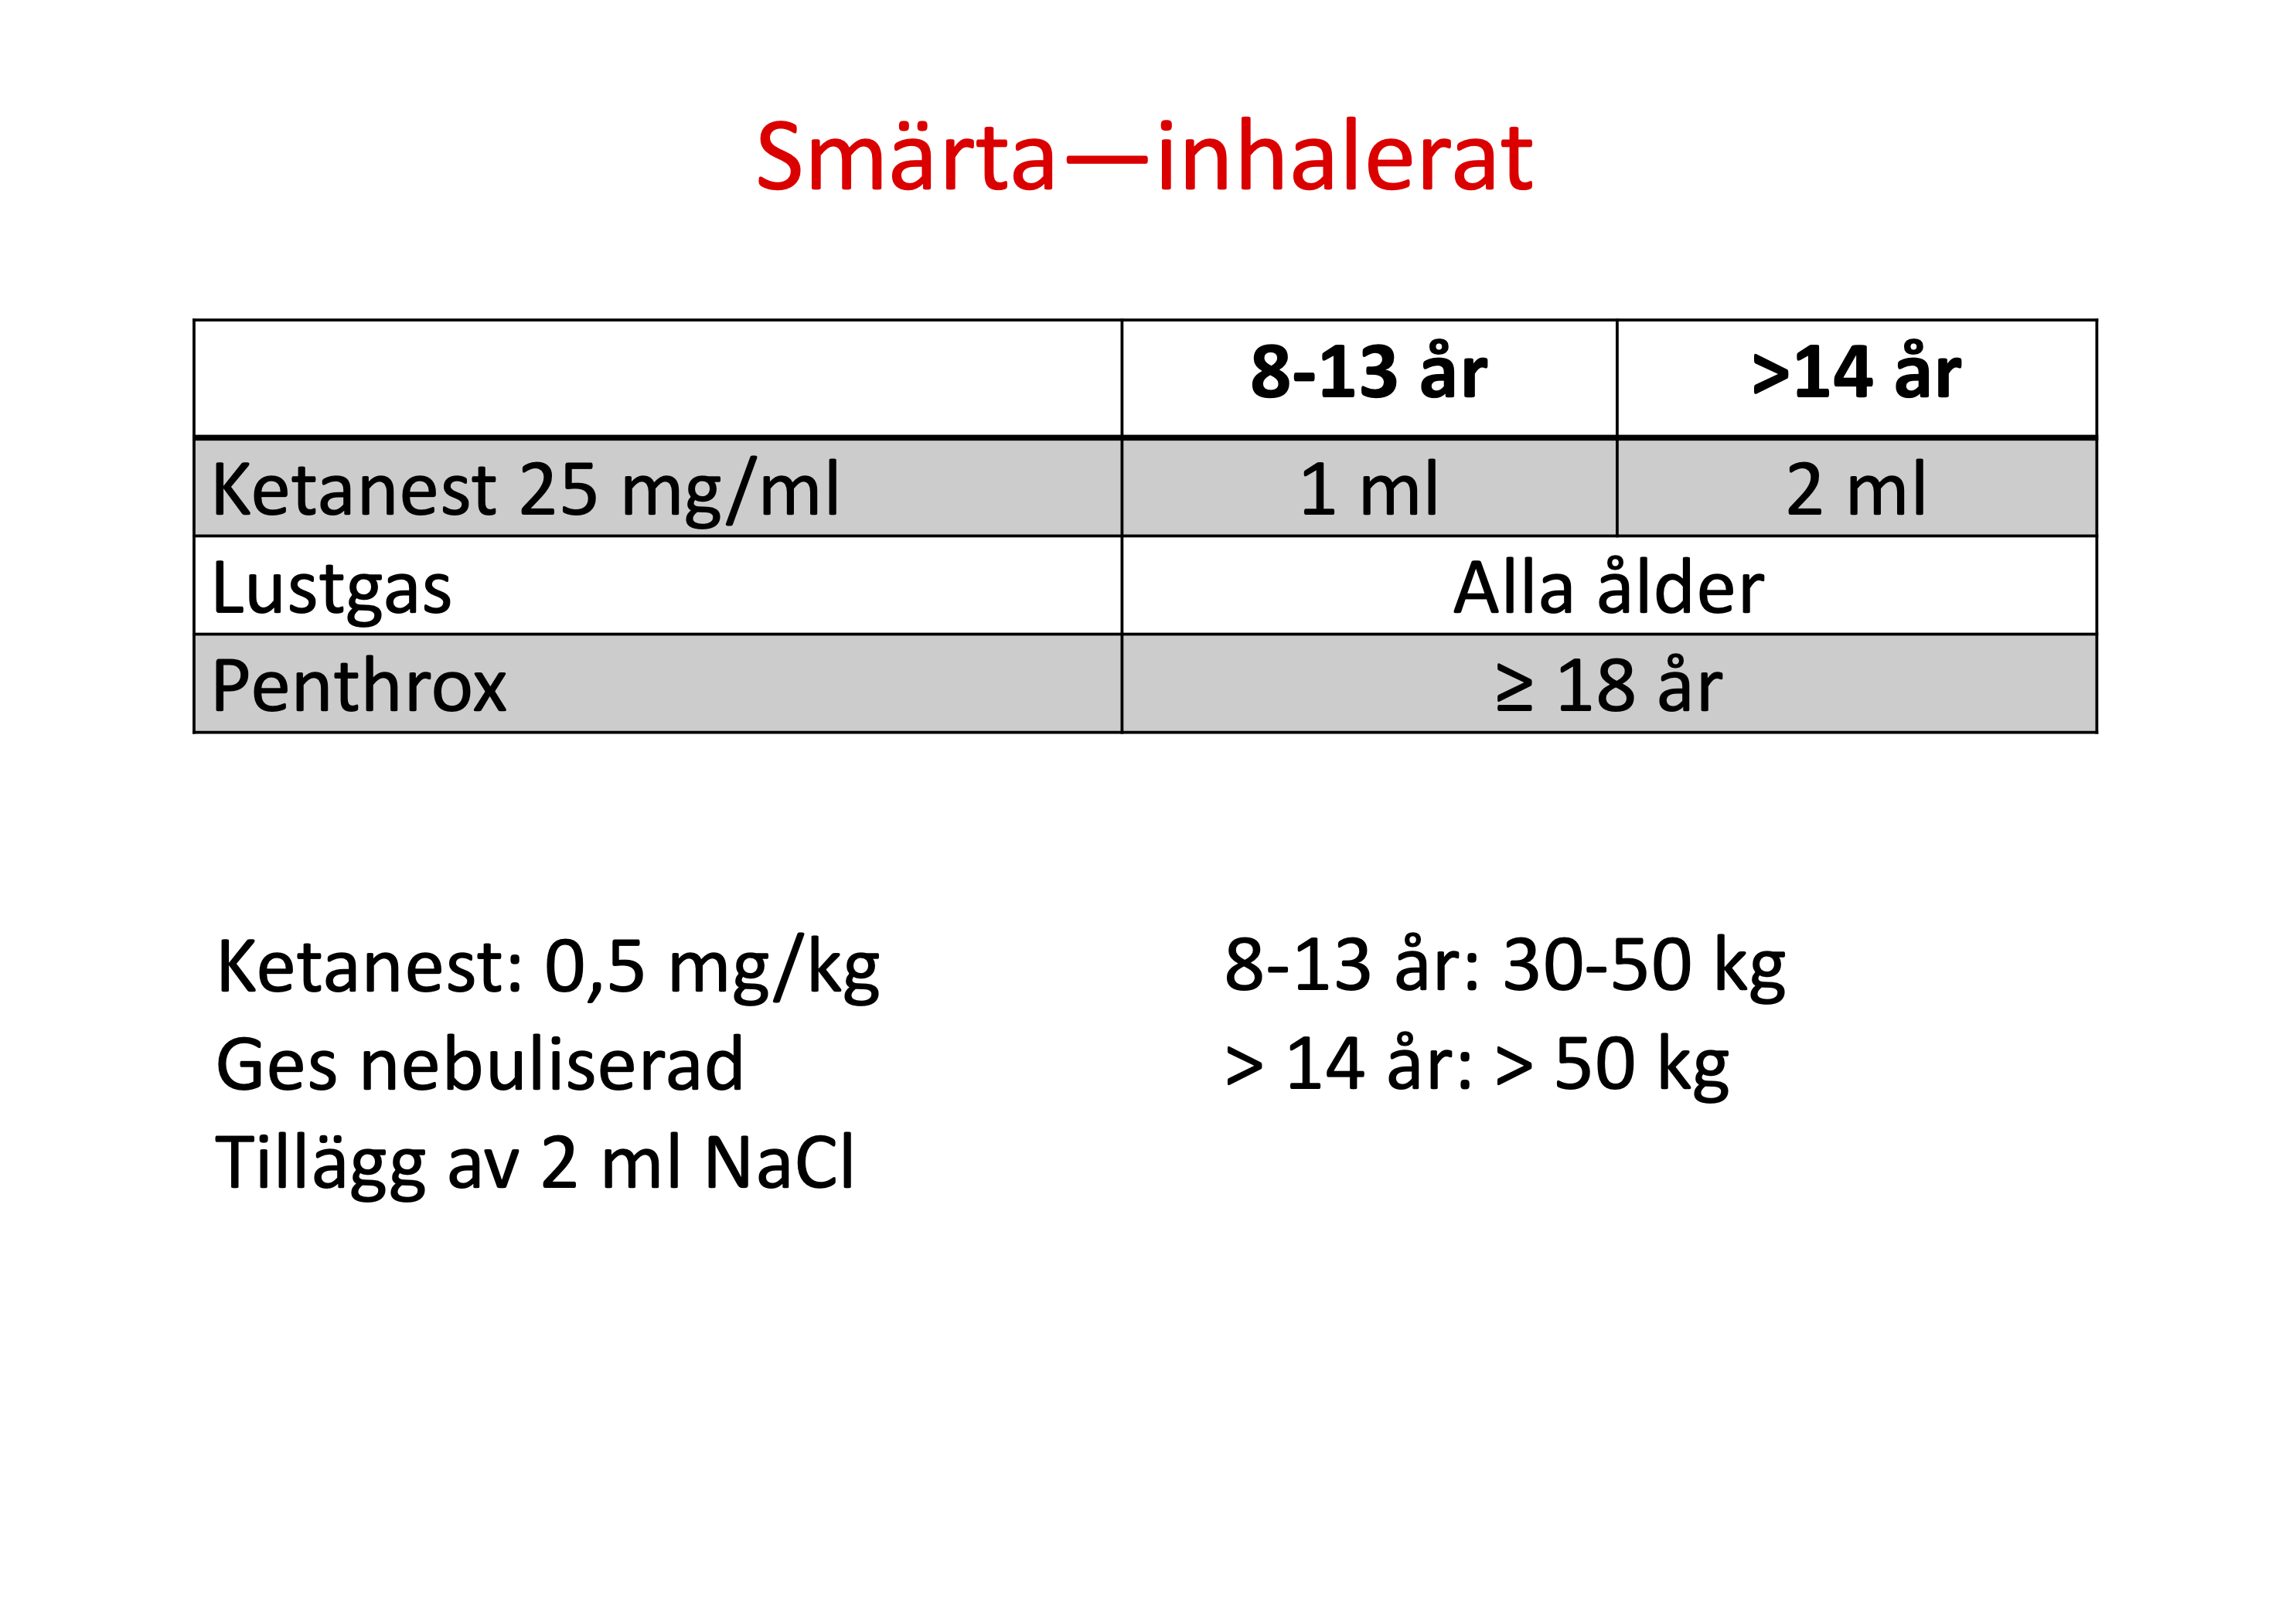 Smärta—inhalerat
8-13 år >14 år
Ketanest 25 mg/ml 1 ml 2 ml
Lustgas Alla ålder
Penthrox ≥ 18 år
Ketanest: 0,5 mg/kg
Ges nebuliserad
Tillägg av 2 ml NaCl
8-13 år: 30-50 kg
> 14 år: > 50 kg